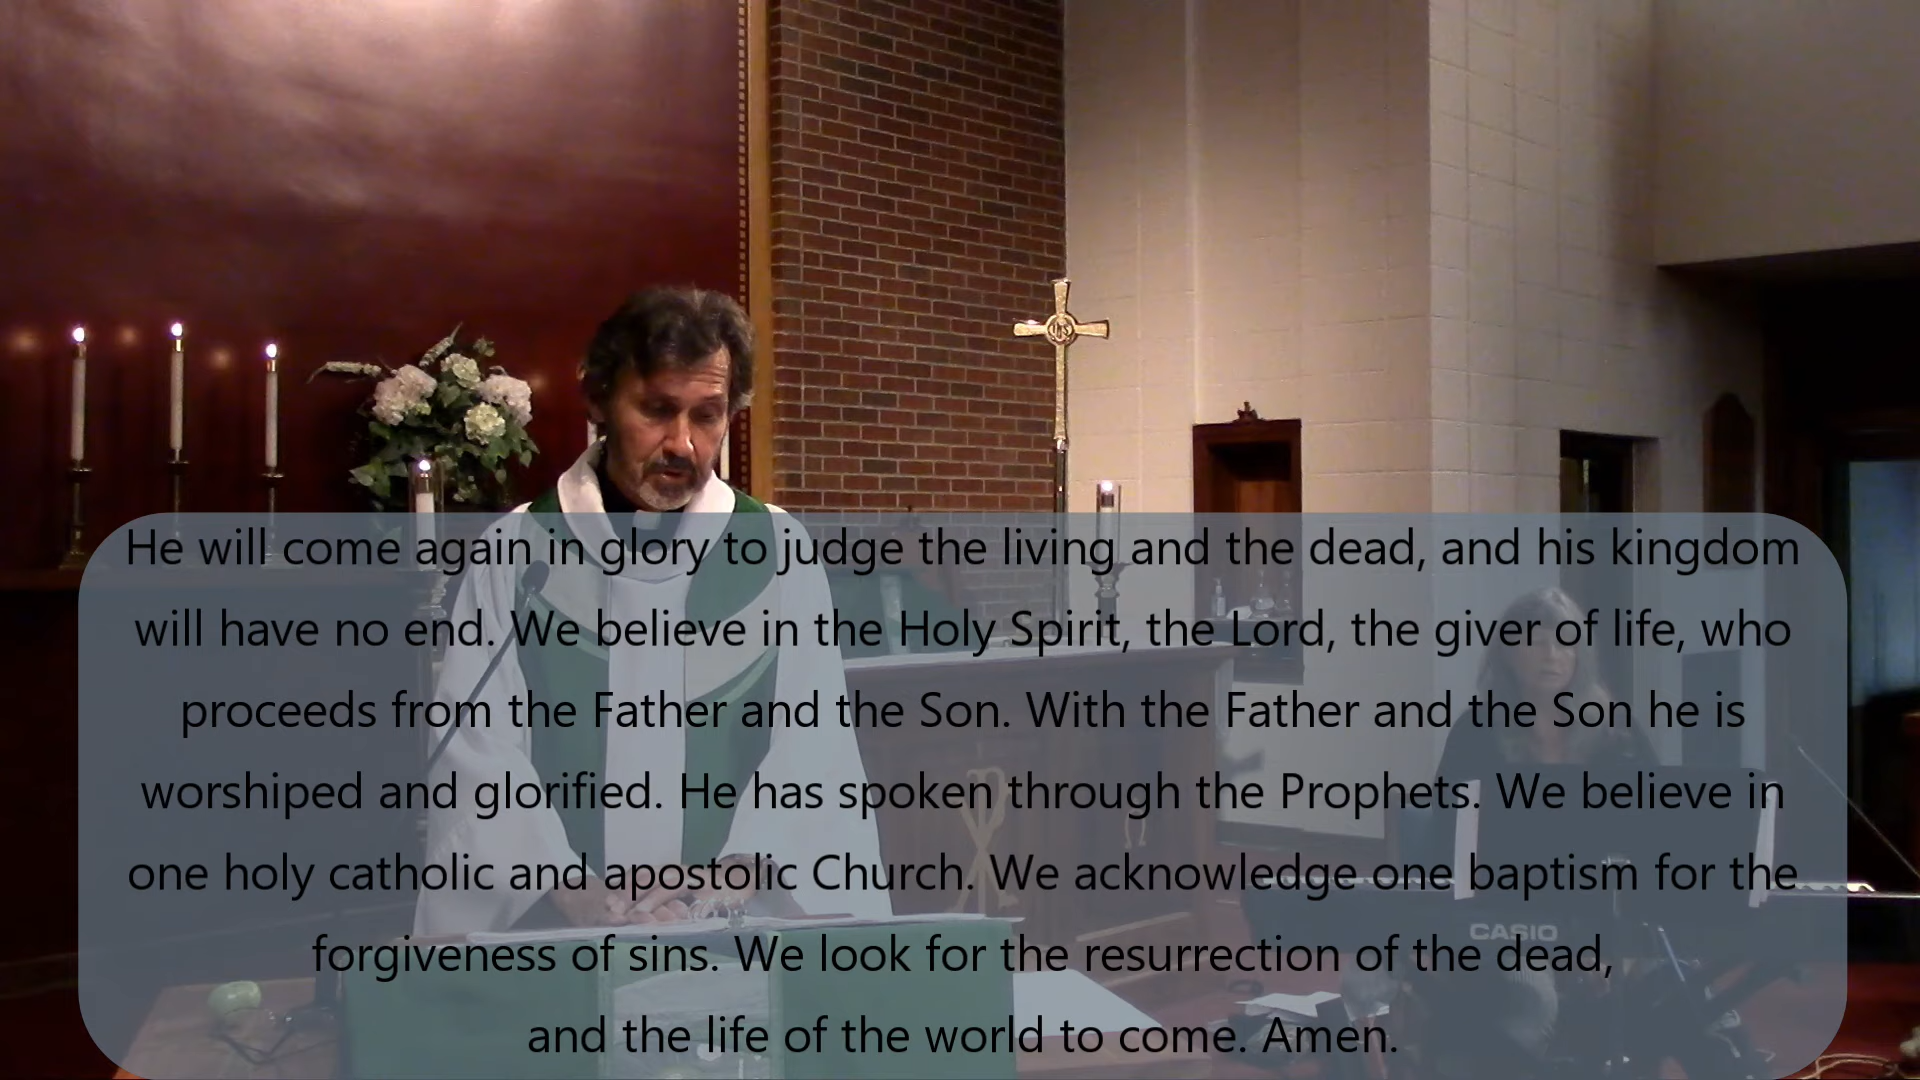 He will come again in glory to judge the living and the dead, and his kingdom
will have no end. We believe in the Holy Spirit, the Lord, the giver of life, who
proceeds from the Father and the Son. With the Father and the Son he is
worshiped and glorified. He has spoken through the Prophets. We believe in
one holy catholic and apostolic Church. We acknowledge one baptism for the
forgiveness of sins. We look for the resurrection of the dead,
and the life of the world to come. Amen.
IHS
CASIO